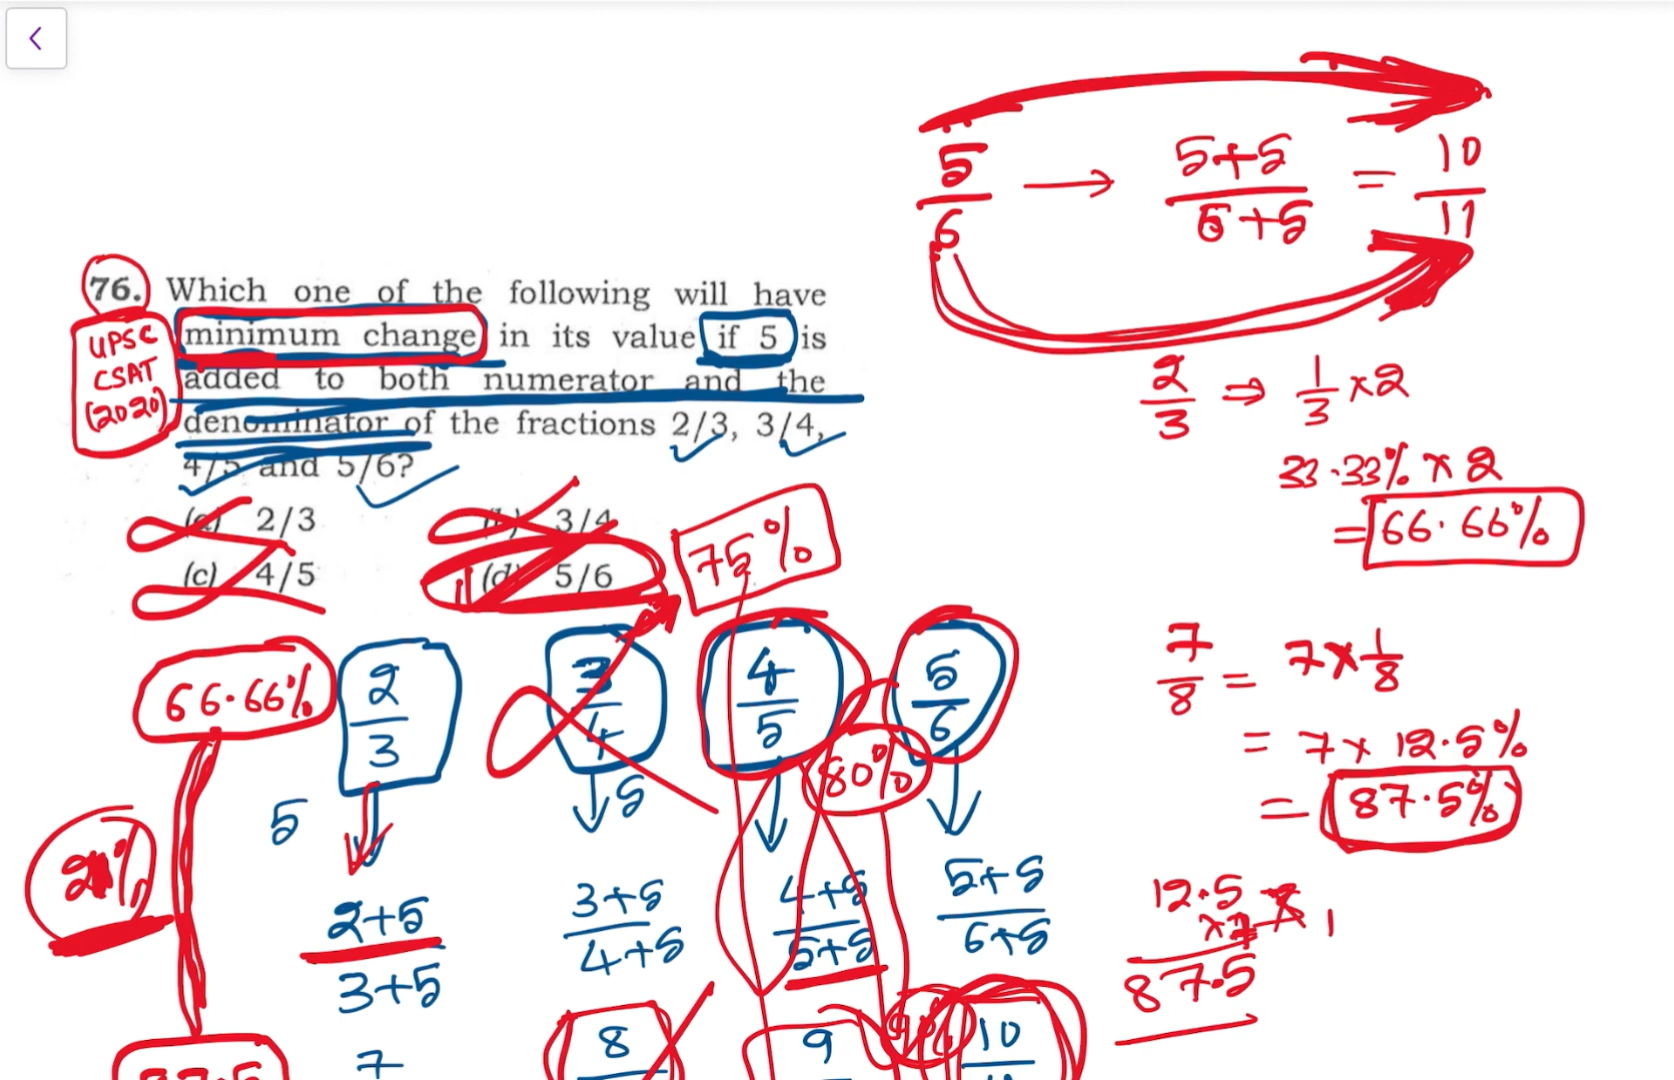 76. Which one of the following will have
minimum change in its value if 5 is
added to both numerator and the
denominator of the fractions 2/3, 3/4,
4/5 and 5/6?
UPSC
CSAT
(2020)
(a) 2/3
(b) 3/4
(c) 4/5
(d) 5/6
5/6 → 5+5/6+5 = 10/11
2/3 ⇒ 1/3 ×2
33.33% × 2
= 66.66%
7/8 = 7×1/8
= 7× 12.5%
= 87.5%
12.5
×7
87.5
75%
66.66%
2/3
3/4
4/5
5/6
80%
5
5
2+5/3+5
3+5/4+5
4+5/5+5
5+5/6+5
7
8
9
10